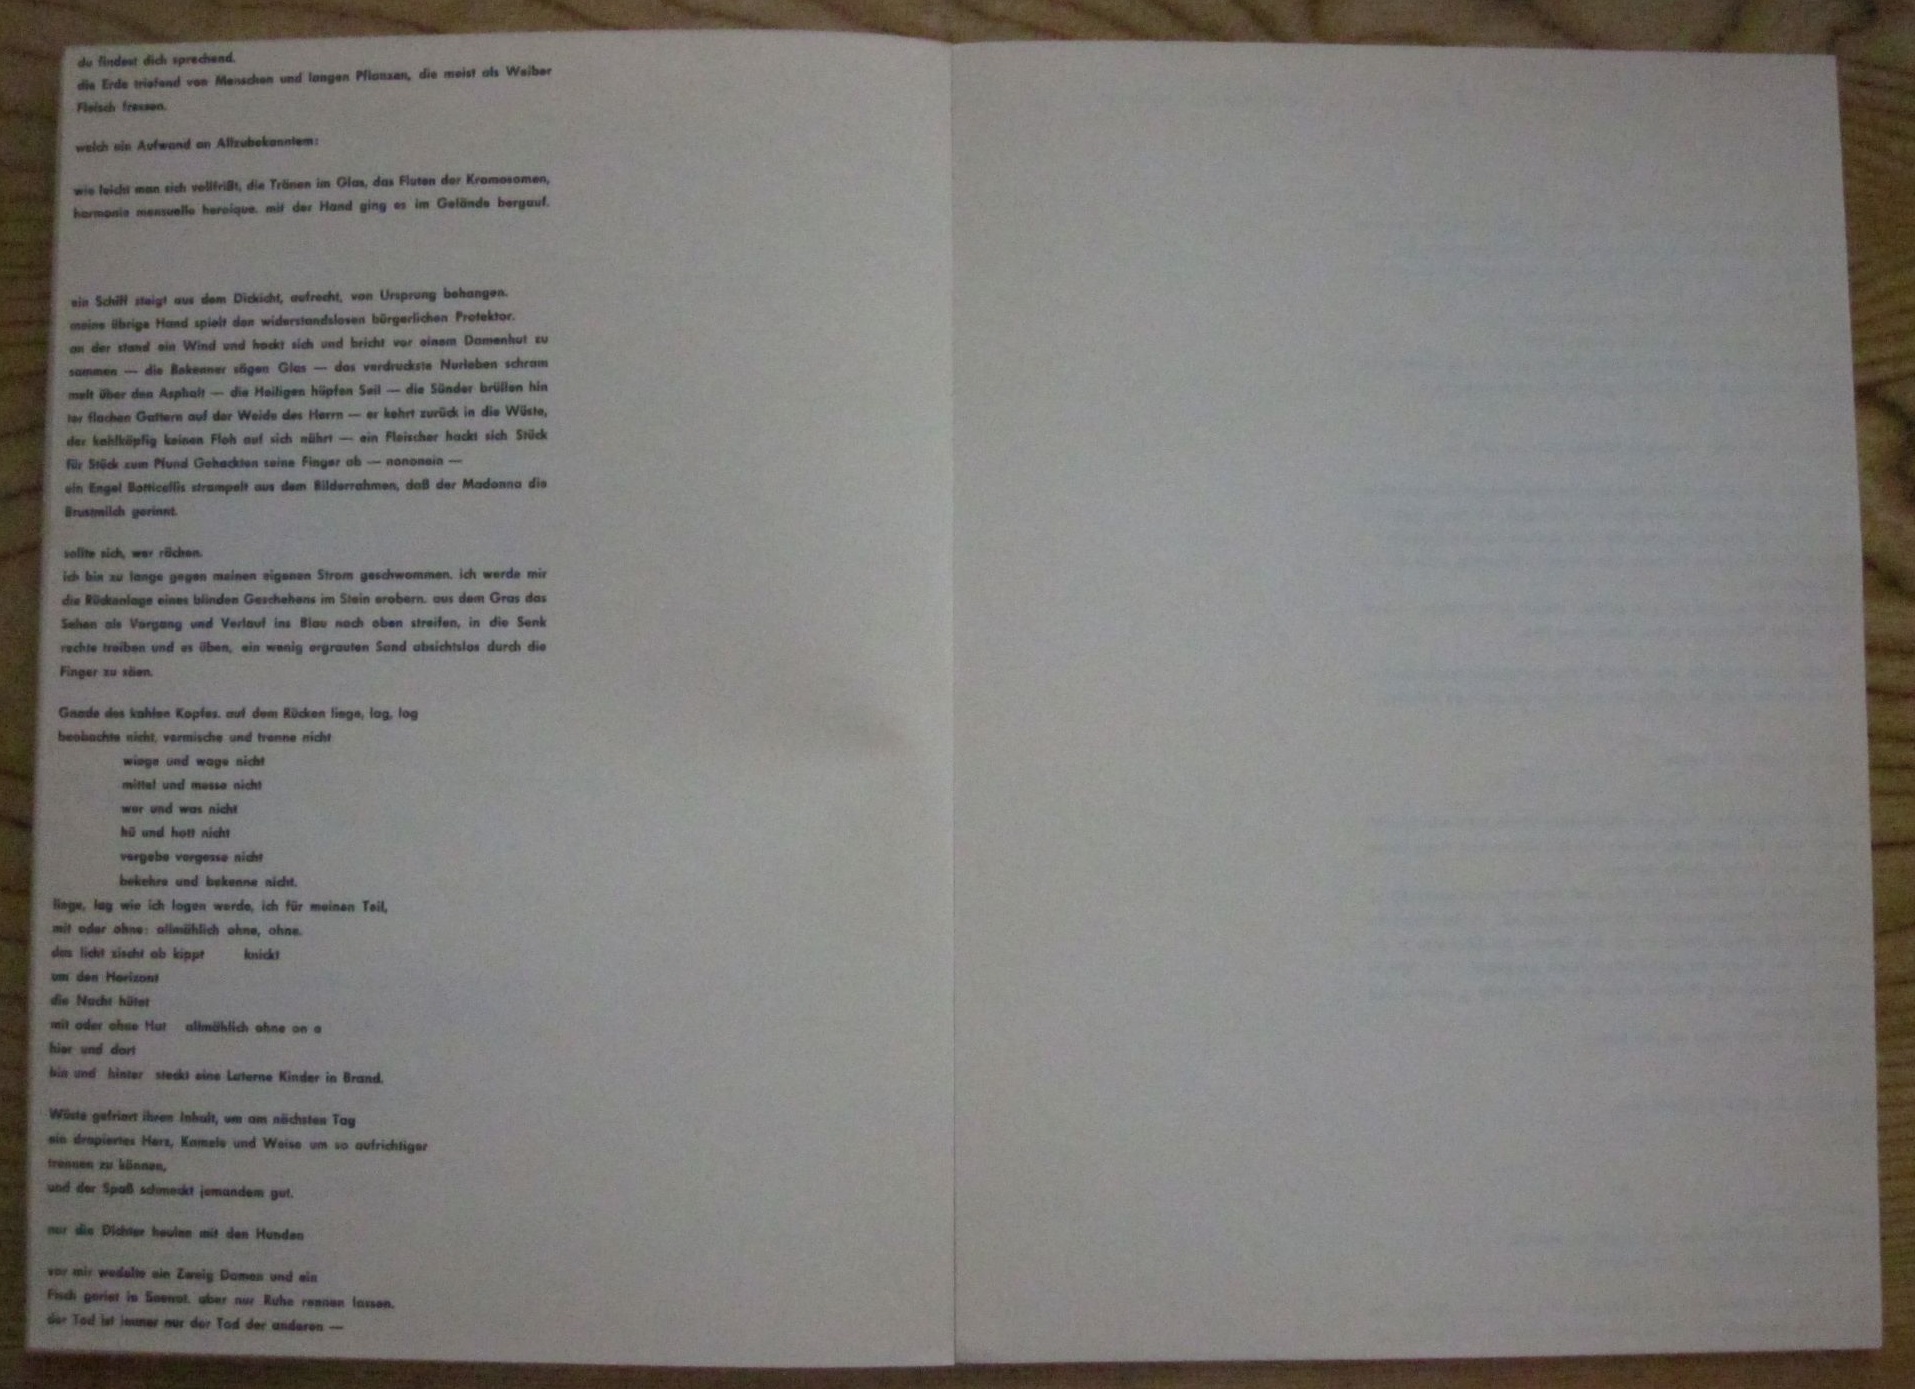 du findest dich sprechend.
die Erde triefend von Menschen und langen Pflanzen, die meist als Weiber
Fleisch fressen.
welch ein Aufwand an Allzubekanntem:
wie leicht man sich vollfrißt, die Tränen im Glas, das Fluten der Kromosomen,
harmonie mensuelle heroique. mit der Hand ging es im Gelände bergauf.
ein Schiff steigt aus dem Dickicht, aufrecht, von Ursprung behangen.
meine übrige Hand spielt den widerstandslosen bürgerlichen Protektor.
an der stand ein Wind und hockt sich und bricht vor einem Damenhut zu
sammen — die Bekenner sägen Glas — das verdruckste Nurleben schram
melt über den Asphalt — die Heiligen hüpfen Seil — die Sünder brüllen hin
ter flachen Gattern auf der Weide des Herrn — er kehrt zurück in die Wüste,
der kahlköpfig keinen Floh auf sich nährt — ein Fleischer hackt sich Stück
für Stück zum Pfund Gehackten seine Finger ab — nononein —
ein Engel Botticellis strampelt aus dem Bilderrahmen, daß der Madonna die
Brustmilch gerinnt.
sollte sich, wer rächen.
ich bin zu lange gegen meinen eigenen Strom geschwommen. ich werde mir
die Rückenlage eines blinden Geschehens im Stein erobern. aus dem Gras das
Sehen als Vorgang und Verlauf ins Blau nach oben streifen, in die Senk
rechte treiben und es üben, ein wenig ergrauten Sand absichtslos durch die
Finger zu säen.
Gnade des kahlen Kopfes. auf dem Rücken liege, lag, log
beobachte nicht, vermische und trenne nicht
wiege und wage nicht
mittel und messe nicht
wer und was nicht
hü und hott nicht
vergebe vergesse nicht
bekehre und bekenne nicht.
liege, lag wie ich logen werde, ich für meinen Teil,
mit oder ohne: allmählich ohne, ohne.
das licht zischt ab kippt knickt
um den Horizont
die Nacht hütet
mit oder ohne Hut allmählich ohne on e
hier und dort
bin und hinter steckt eine Laterne Kinder in Brand.
Wüste gefriert ihren Inhalt, um am nächsten Tag
ein drapiertes Herz, Kamele und Weise um so aufrichtiger
trennen zu können,
und der Spaß schmeckt jemandem gut.
nur die Dichter heulen mit den Hunden
vor mir wedelte ein Zweig Damen und ein
Fisch geriet in Seenot. aber nur Ruhe rennen lassen.
der Tod ist immer nur der Tod der anderen —